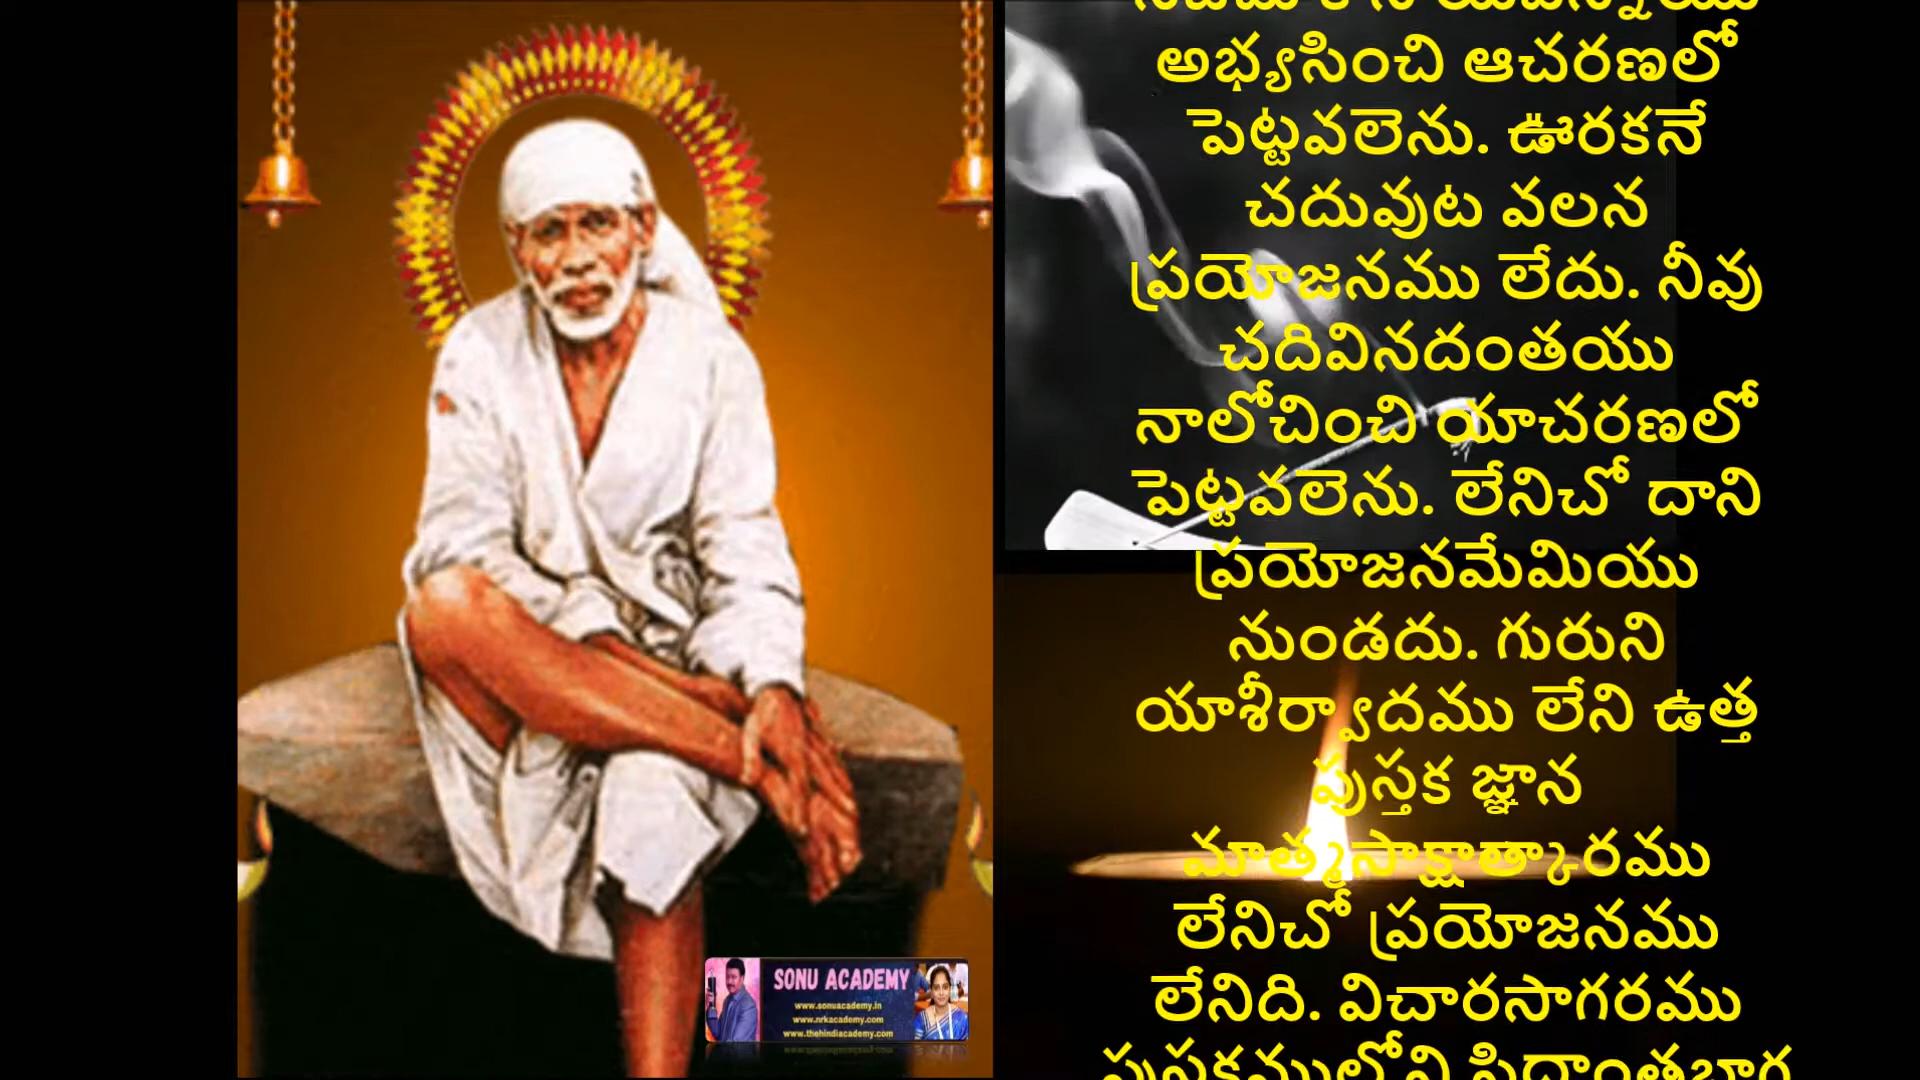 అభ్యసించి ఆచరణలో
పెట్టవలెను. ఊరకనే
చదువుట వలన
ప్రయోజనము లేదు. నీవు
చదివినదంతయు
నాలోచించి యాచరణలో
పెట్టవలెను. లేనిచో దాని
ప్రయోజనమేమియు
నుండదు. గురుని
యాశీర్వాదము లేని ఉత్త
పుస్తక జ్ఞాన
మాత్మసాక్షాత్కారము
లేనిచో ప్రయోజనము
లేనిది. విచారసాగరము
SONU ACADEMY
www.sonuacademy.in
www.nrkacademy.com
www.thehindiacademy.com